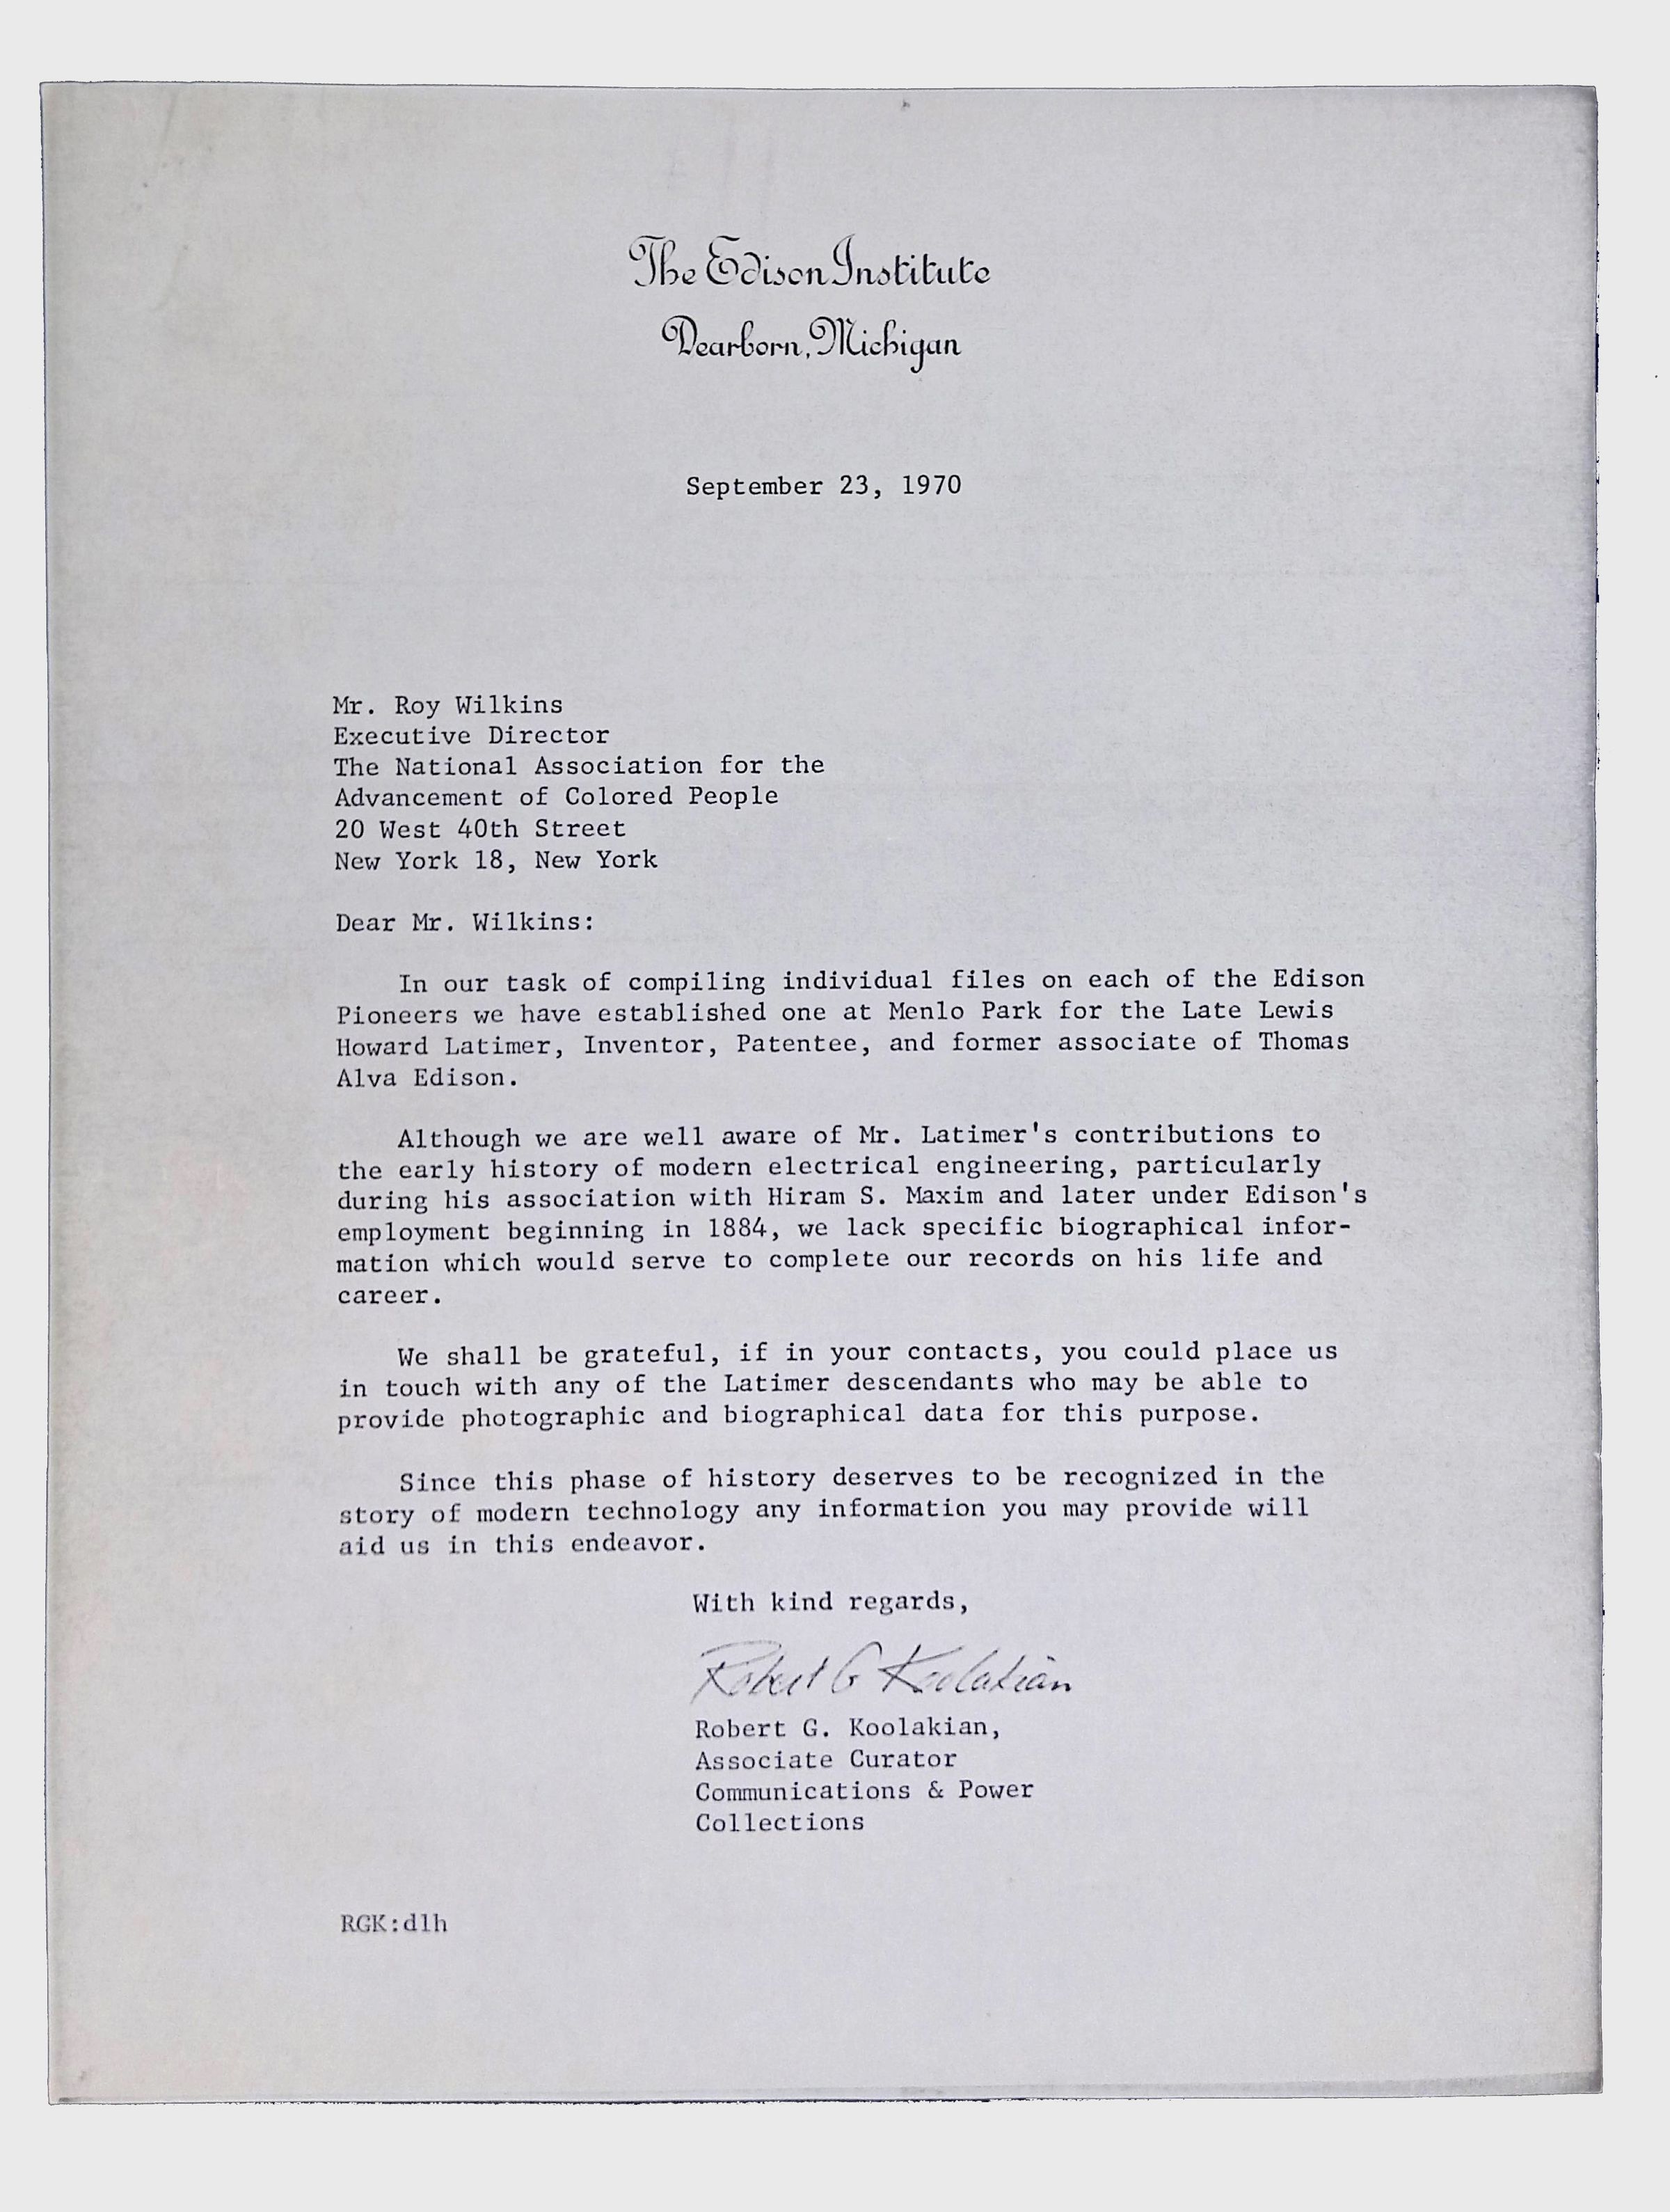 The Edison Institute
Dearborn, Michigan
September 23, 1970
Mr. Roy Wilkins
Executive Director
The National Association for the
Advancement of Colored People
20 West 40th Street
New York 18, New York
Dear Mr. Wilkins:
In our task of compiling individual files on each of the Edison
Pioneers we have established one at Menlo Park for the Late Lewis
Howard Latimer, Inventor, Patentee, and former associate of Thomas
Alva Edison.
Although we are well aware of Mr. Latimer's contributions to
the early history of modern electrical engineering, particularly
during his association with Hiram S. Maxim and later under Edison's
employment beginning in 1884, we lack specific biographical infor-
mation which would serve to complete our records on his life and
career.
We shall be grateful, if in your contacts, you could place us
in touch with any of the Latimer descendants who may be able to
provide photographic and biographical data for this purpose.
Since this phase of history deserves to be recognized in the
story of modern technology any information you may provide will
aid us in this endeavor.
With kind regards,
Robert G Koolakian
Robert G. Koolakian,
Associate Curator
Communications & Power
Collections
RGK:dlh